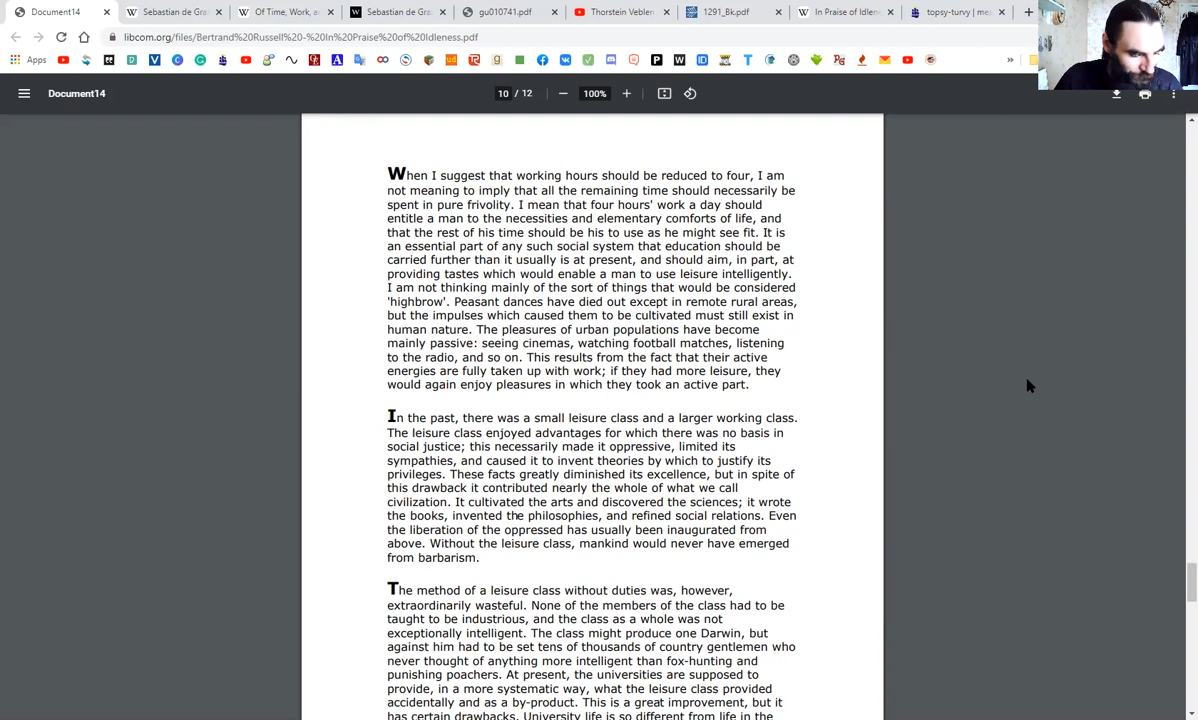 Document14
Sebastian de Gra
Of Time, Work, a
Sebastian de Gra
gu010741.pdf
Thorstein Veble
1291_Bk.pdf
In Praise of Idlen
topsy-turvy | mea
libcom.org/files/Bertrand%20Russell%20-%20In%20Praise%20of%20Idleness.pdf
Apps
Document14
10 / 12
100%
When I suggest that working hours should be reduced to four, I am
not meaning to imply that all the remaining time should necessarily be
spent in pure frivolity. I mean that four hours' work a day should
entitle a man to the necessities and elementary comforts of life, and
that the rest of his time should be his to use as he might see fit. It is
an essential part of any such social system that education should be
carried further than it usually is at present, and should aim, in part, at
providing tastes which would enable a man to use leisure intelligently.
I am not thinking mainly of the sort of things that would be considered
'highbrow'. Peasant dances have died out except in remote rural areas,
but the impulses which caused them to be cultivated must still exist in
human nature. The pleasures of urban populations have become
mainly passive: seeing cinemas, watching football matches, listening
to the radio, and so on. This results from the fact that their active
energies are fully taken up with work; if they had more leisure, they
would again enjoy pleasures in which they took an active part.
In the past, there was a small leisure class and a larger working class.
The leisure class enjoyed advantages for which there was no basis in
social justice; this necessarily made it oppressive, limited its
sympathies, and caused it to invent theories by which to justify its
privileges. These facts greatly diminished its excellence, but in spite of
this drawback it contributed nearly the whole of what we call
civilization. It cultivated the arts and discovered the sciences; it wrote
the books, invented the philosophies, and refined social relations. Even
the liberation of the oppressed has usually been inaugurated from
above. Without the leisure class, mankind would never have emerged
from barbarism.
The method of a leisure class without duties was, however,
extraordinarily wasteful. None of the members of the class had to be
taught to be industrious, and the class as a whole was not
exceptionally intelligent. The class might produce one Darwin, but
against him had to be set tens of thousands of country gentlemen who
never thought of anything more intelligent than fox-hunting and
punishing poachers. At present, the universities are supposed to
provide, in a more systematic way, what the leisure class provided
accidentally and as a by-product. This is a great improvement, but it
has certain drawbacks. University life is so different from life in the